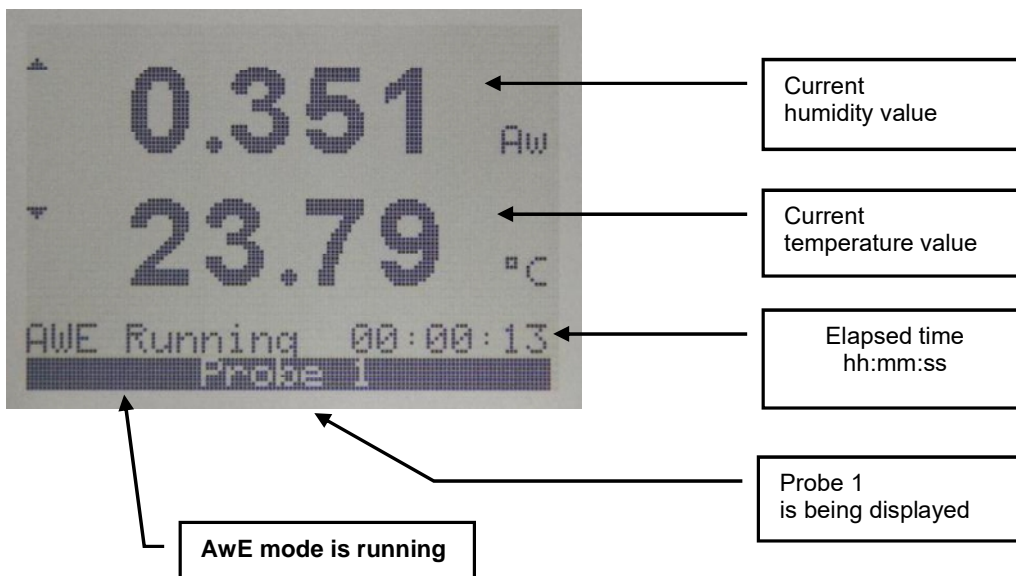 0.351
Aw
23.79
°C
AWE Running 00:00:13
Probe 1
Current
humidity value
Current
temperature value
Elapsed time
hh:mm:ss
Probe 1
is being displayed
AwE mode is running